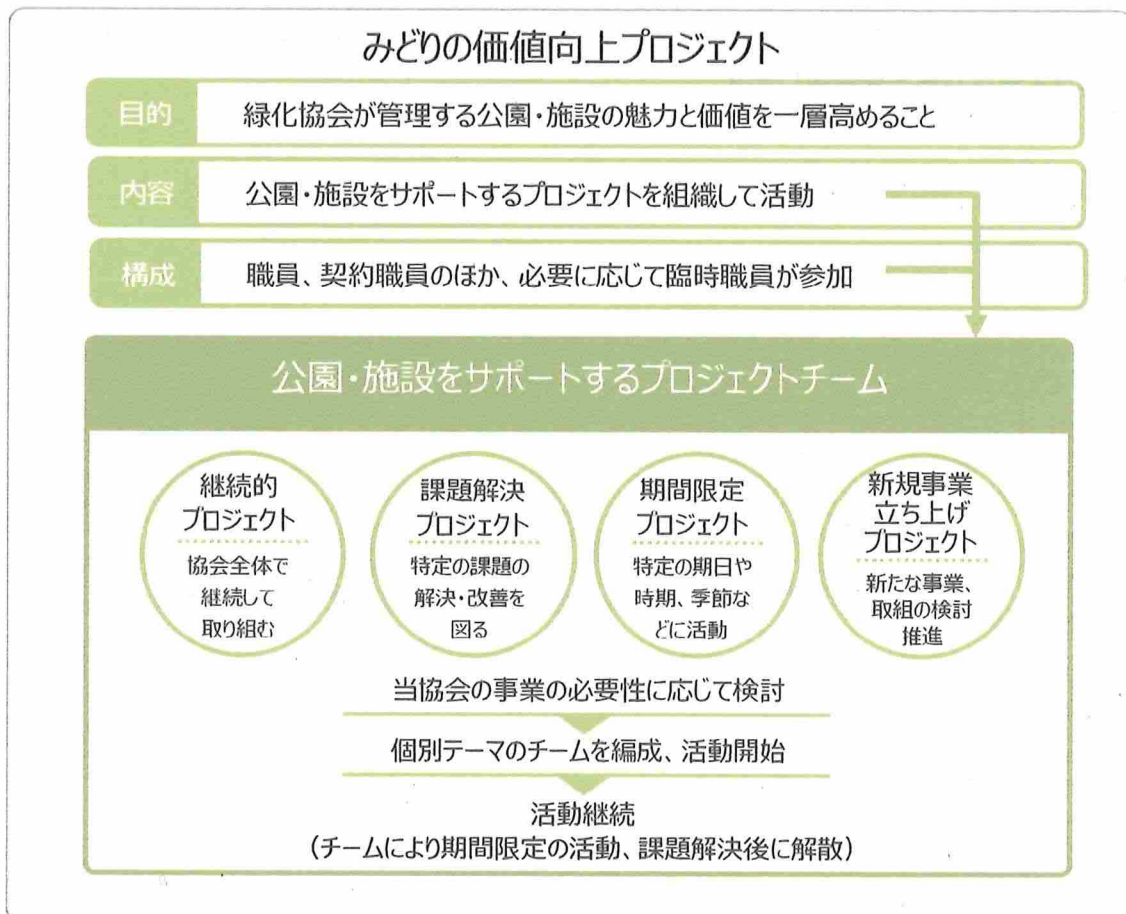 みどりの価値向上プロジェクト
目的 緑化協会が管理する公園・施設の魅力と価値を一層高めること
内容 公園・施設をサポートするプロジェクトを組織して活動
構成 職員、契約職員のほか、必要に応じて臨時職員が参加
公園・施設をサポートするプロジェクトチーム
継続的
プロジェクト
協会全体で
継続して
取り組む
課題解決
プロジェクト
特定の課題の
解決・改善を
図る
期間限定
プロジェクト
特定の期日や
時期、季節な
どに活動
新規事業
立ち上げ
プロジェクト
新たな事業、
取組の検討
推進
当協会の事業の必要性に応じて検討
個別テーマのチームを編成、活動開始
活動継続
（チームにより期間限定の活動、課題解決後に解散）